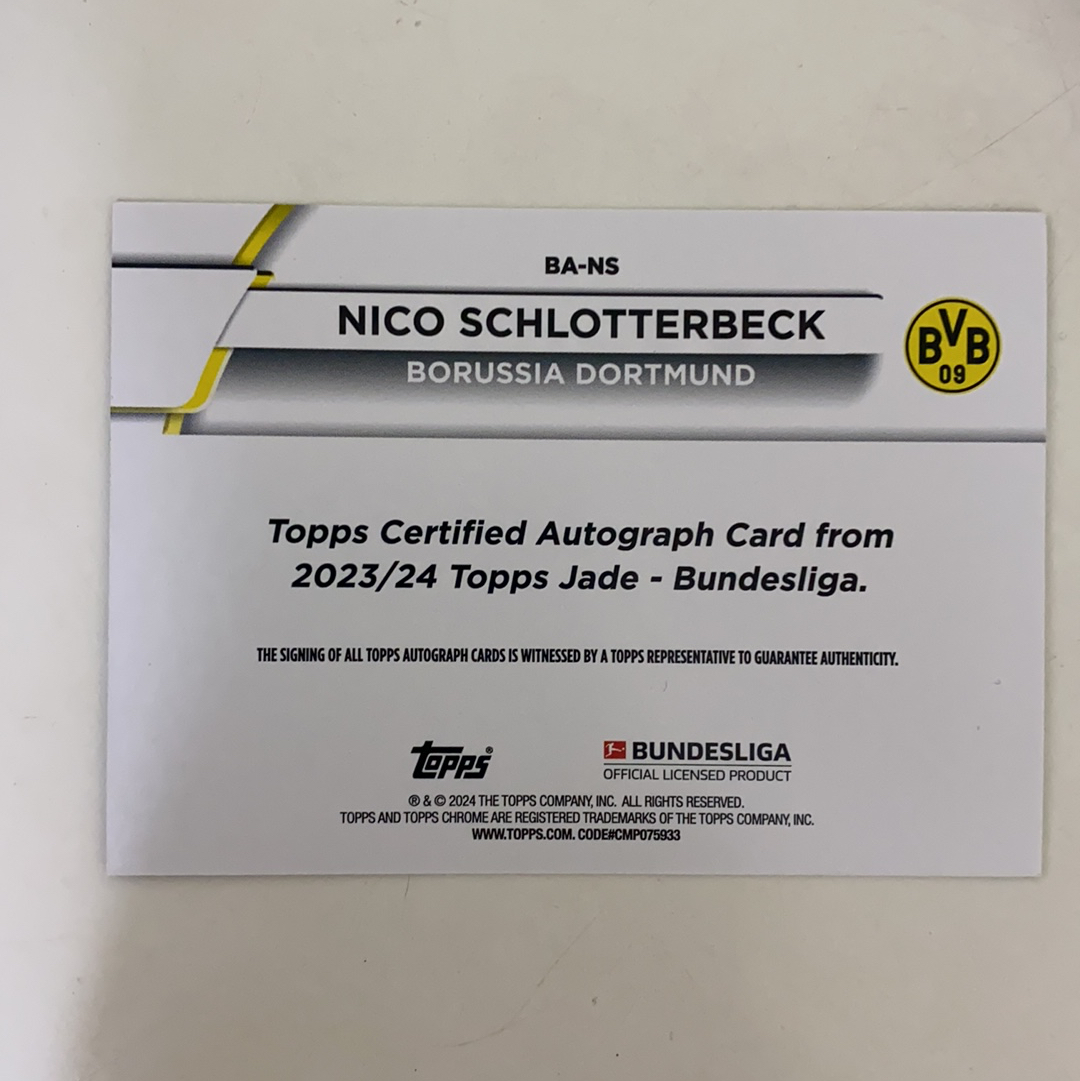 BA-NS
NICO SCHLOTTERBECK
BORUSSIA DORTMUND
BVB
09
Topps Certified Autograph Card from
2023/24 Topps Jade - Bundesliga.
THE SIGNING OF ALL TOPPS AUTOGRAPH CARDS IS WITNESSED BY A TOPPS REPRESENTATIVE TO GUARANTEE AUTHENTICITY.
Topps®
BUNDESLIGA
OFFICIAL LICENSED PRODUCT
® & © 2024 THE TOPPS COMPANY, INC. ALL RIGHTS RESERVED.
TOPPS AND TOPPS CHROME ARE REGISTERED TRADEMARKS OF THE TOPPS COMPANY, INC.
WWW.TOPPS.COM. CODE#CMP075933